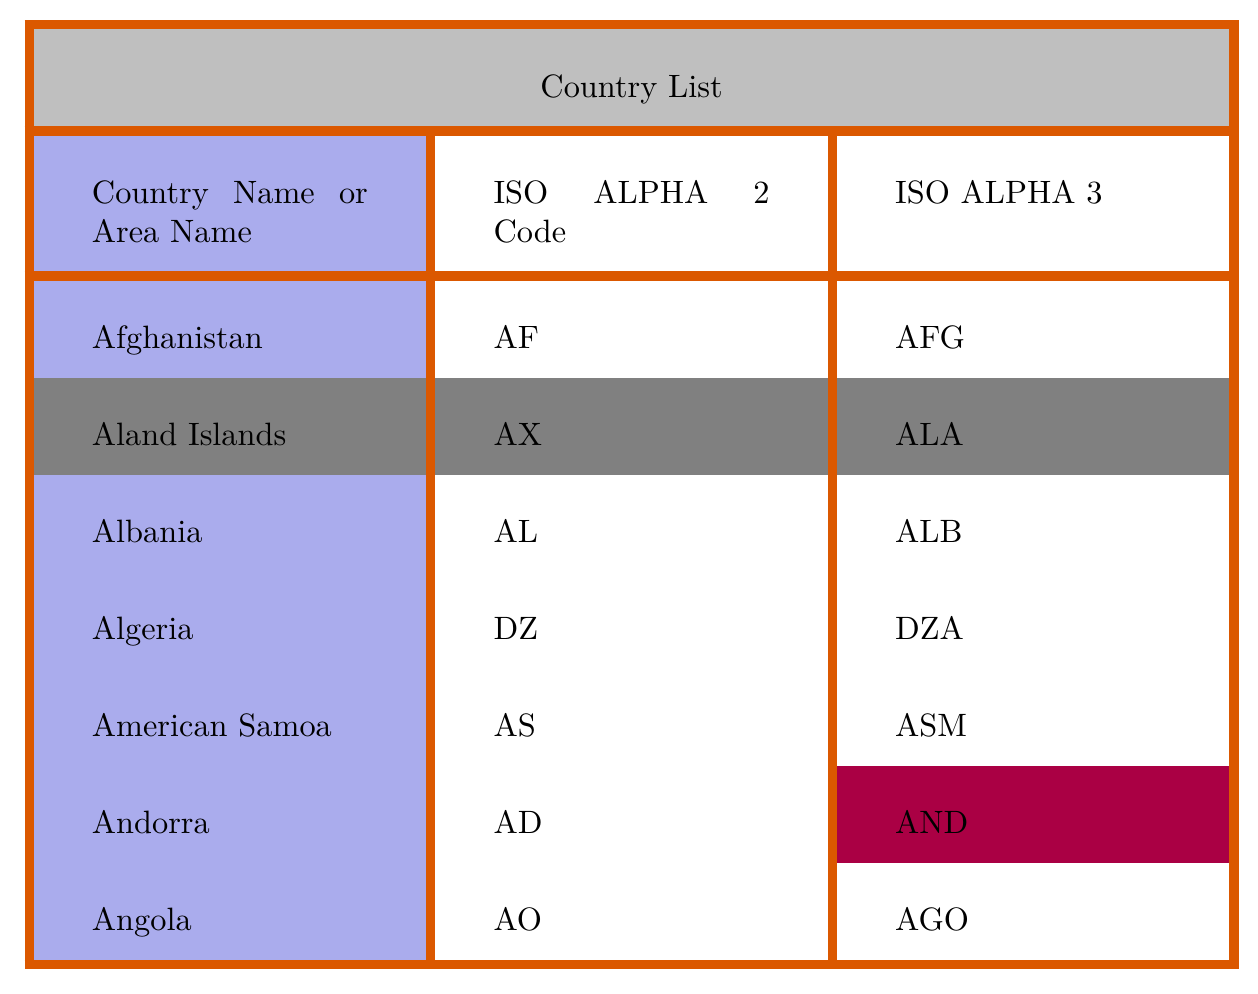 Country List
Country Name or Area Name ISO ALPHA 2 Code ISO ALPHA 3
Afghanistan AF AFG
Aland Islands AX ALA
Albania AL ALB
Algeria DZ DZA
American Samoa AS ASM
Andorra AD AND
Angola AO AGO